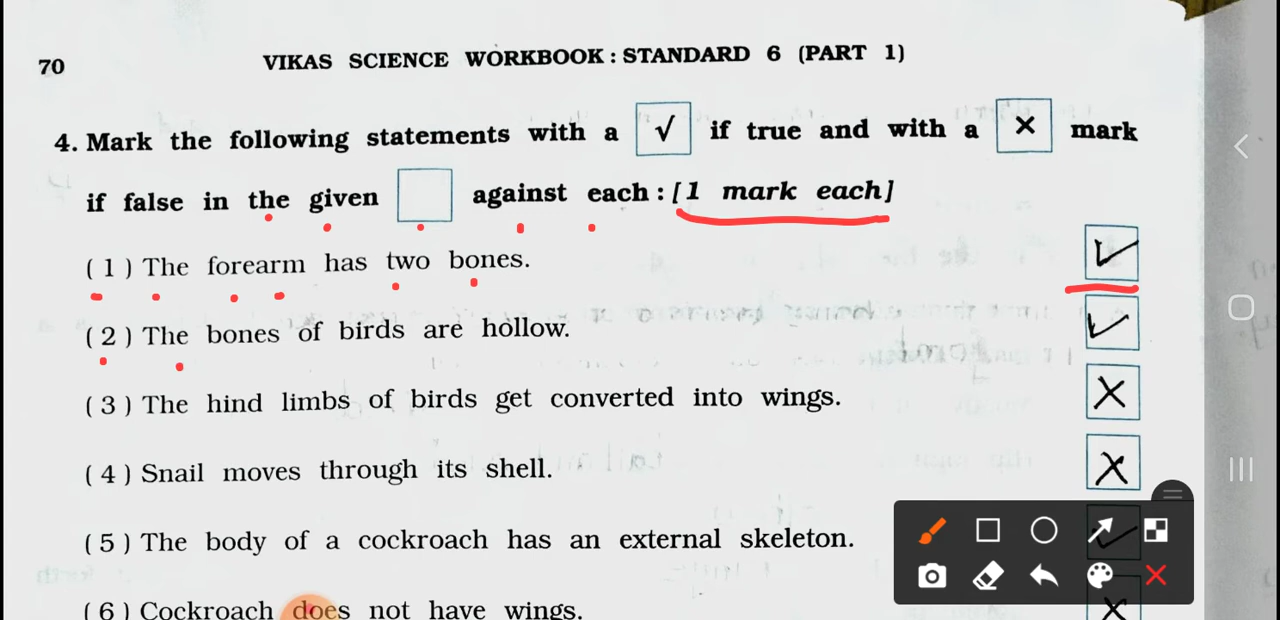 70 VIKAS SCIENCE WORKBOOK : STANDARD 6 (PART 1)
4. Mark the following statements with a √ if true and with a × mark
if false in the given against each : [1 mark each]
(1) The forearm has two bones. ✓
(2) The bones of birds are hollow. ✓
(3) The hind limbs of birds get converted into wings. ×
(4) Snail moves through its shell. ×
(5) The body of a cockroach has an external skeleton. ✓
(6) Cockroach does not have wings. ×